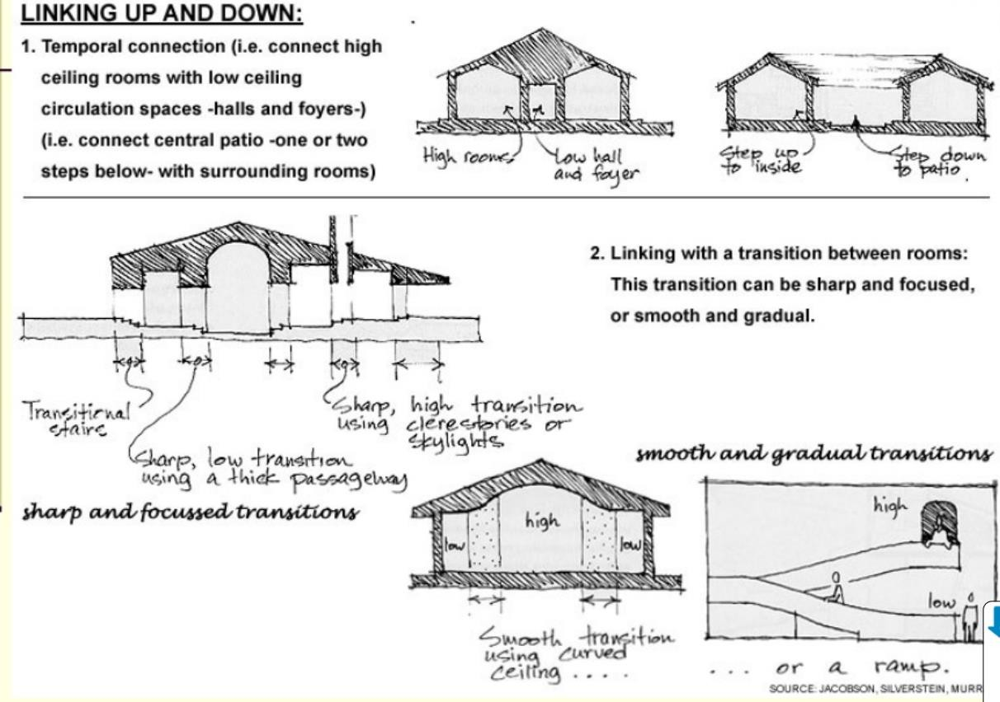 LINKING UP AND DOWN:
1. Temporal connection (i.e. connect high
ceiling rooms with low ceiling
circulation spaces -halls and foyers-)
(i.e. connect central patio -one or two
steps below- with surrounding rooms)
High rooms
Low hall
and foyer
Step up
to inside
Step down
to patio.
2. Linking with a transition between rooms:
This transition can be sharp and focused,
or smooth and gradual.
Transitional
stairs
Sharp, low transition
using a thick passageway
Sharp, high transition
using clerestories or
skylights
sharp and focussed transitions
smooth and gradual transitions
low
high
low
Smooth transition
using curved
ceiling ....
high
low
... or a ramp.
SOURCE: JACOBSON, SILVERSTEIN, MURR